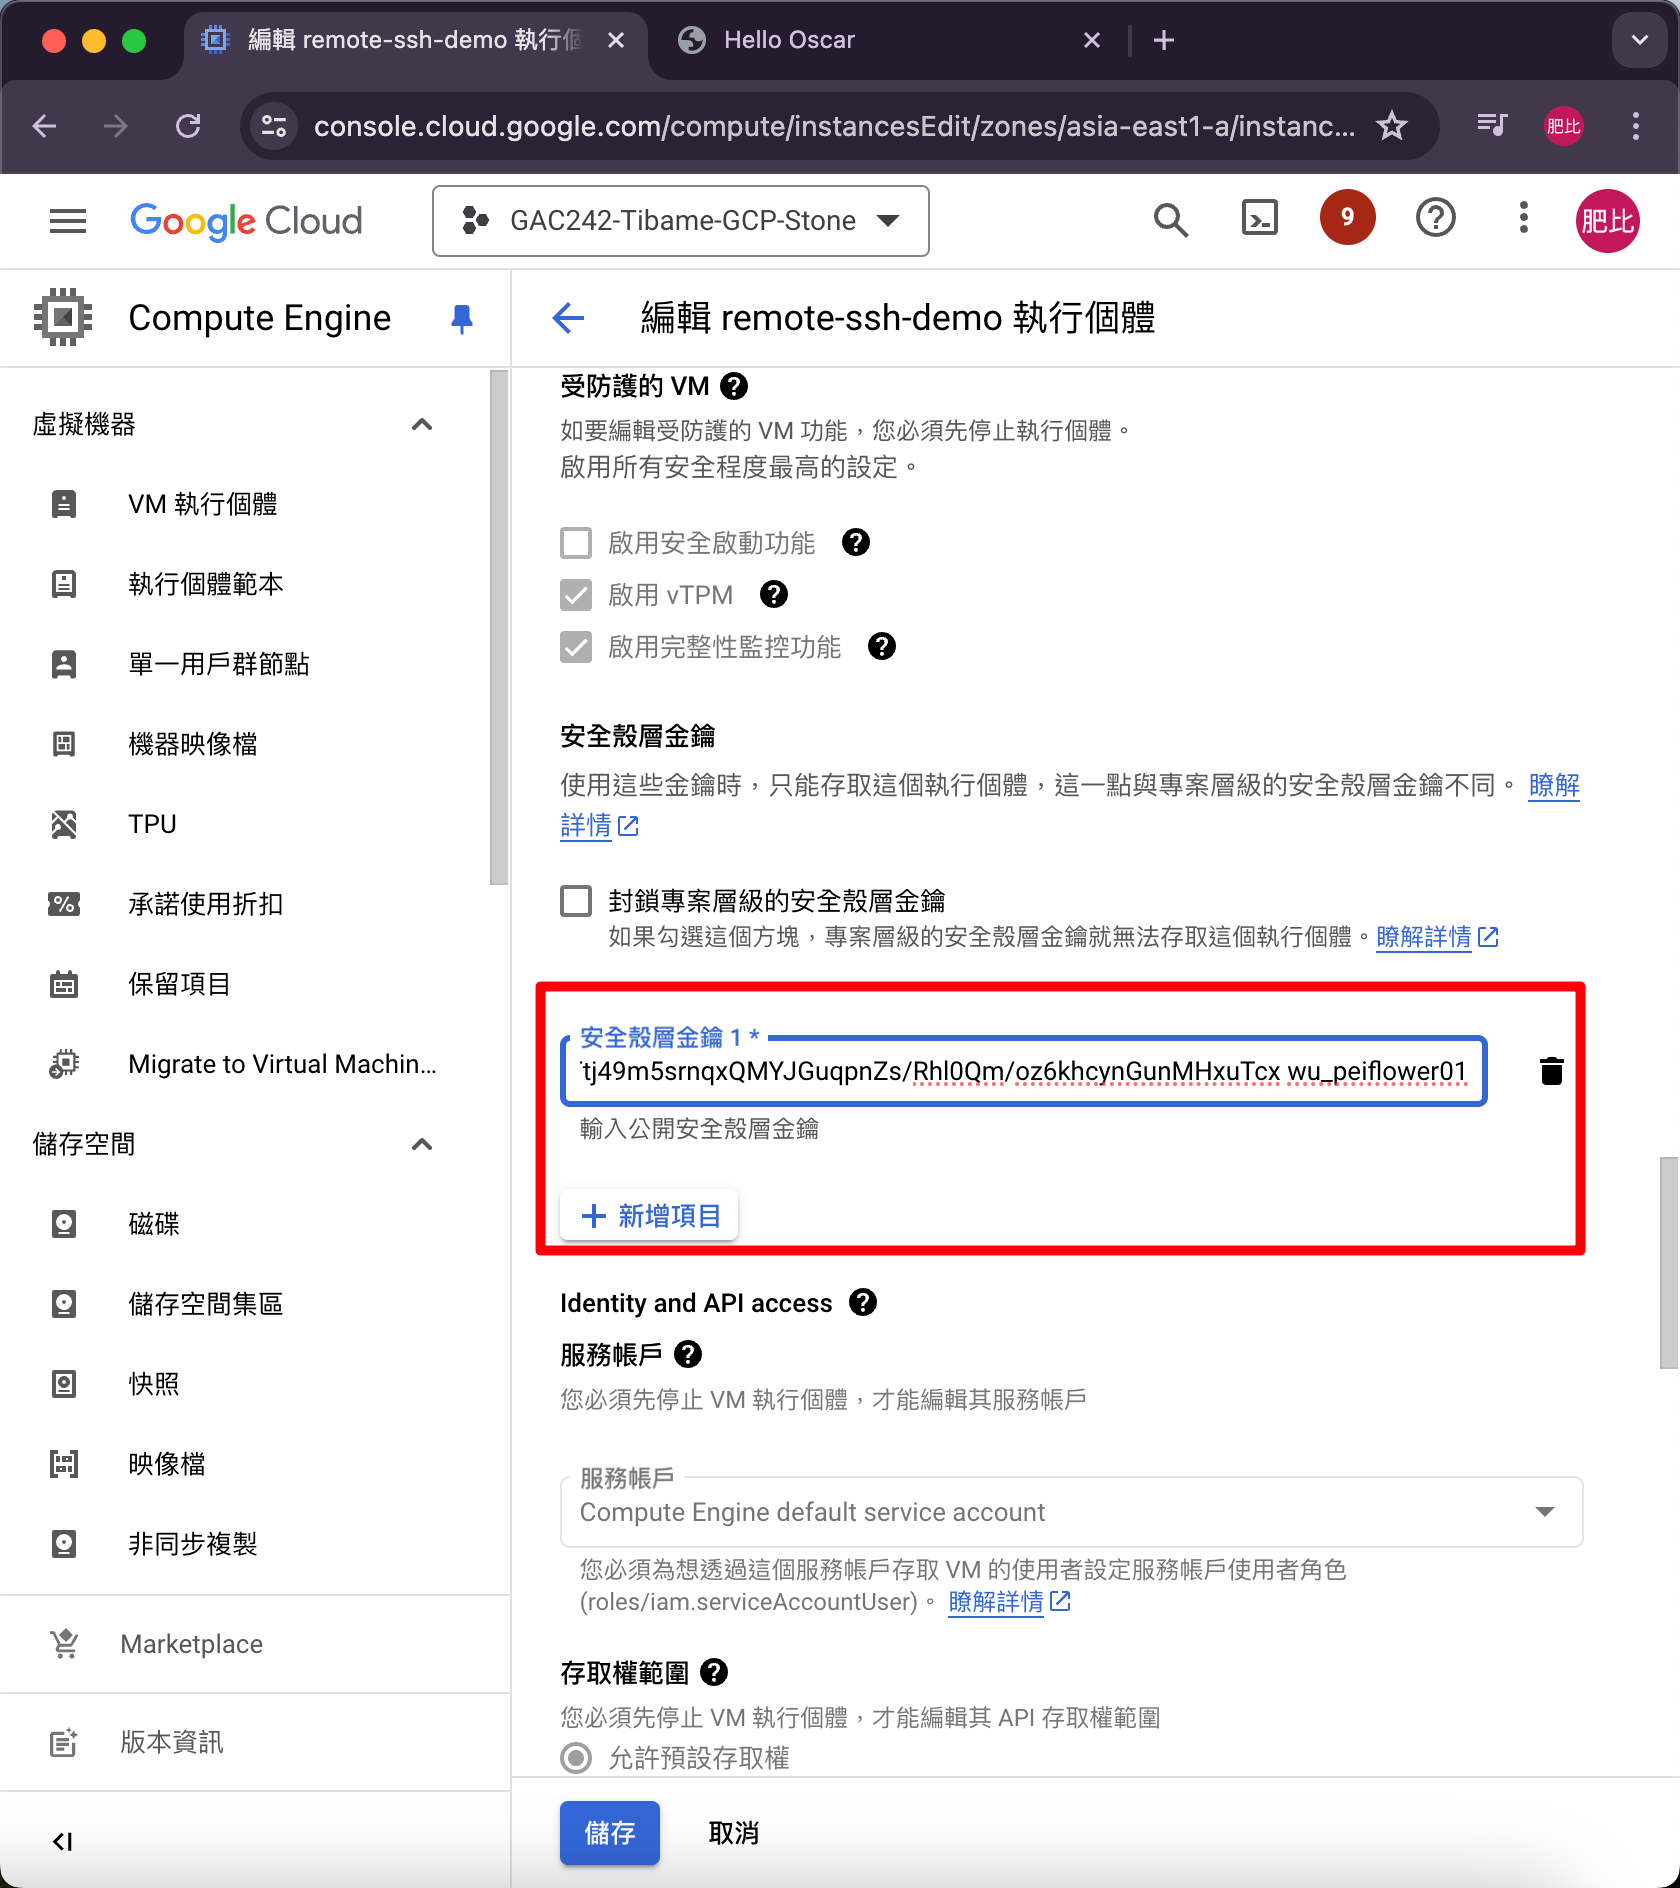 編輯 remote-ssh-demo 執行個
Hello Oscar
console.cloud.google.com/compute/instancesEdit/zones/asia-east1-a/instanc...
肥比
Google Cloud
GAC242-Tibame-GCP-Stone
9
肥比
Compute Engine
編輯 remote-ssh-demo 執行個體
虛擬機器
VM 執行個體
執行個體範本
單一用戶群節點
機器映像檔
TPU
承諾使用折扣
保留項目
Migrate to Virtual Machin...
儲存空間
磁碟
儲存空間集區
快照
映像檔
非同步複製
Marketplace
版本資訊
受防護的 VM
如要編輯受防護的 VM 功能，您必須先停止執行個體。
啟用所有安全程度最高的設定。
啟用安全啟動功能
啟用 vTPM
啟用完整性監控功能
安全殼層金鑰
使用這些金鑰時，只能存取這個執行個體，這一點與專案層級的安全殼層金鑰不同。 瞭解
詳情
封鎖專案層級的安全殼層金鑰
如果勾選這個方塊，專案層級的安全殼層金鑰就無法存取這個執行個體。瞭解詳情
安全殼層金鑰 1 *
tj49m5srnqxQMYJGuqpnZs/Rhl0Qm/oz6khcynGunMHxuTcx wu_peiflower01
輸入公開安全殼層金鑰
新增項目
Identity and API access
服務帳戶
您必須先停止 VM 執行個體，才能編輯其服務帳戶
服務帳戶
Compute Engine default service account
您必須為想透過這個服務帳戶存取 VM 的使用者設定服務帳戶使用者角色
(roles/iam.serviceAccountUser)。 瞭解詳情
存取權範圍
您必須先停止 VM 執行個體，才能編輯其 API 存取權範圍
允許預設存取權
儲存
取消